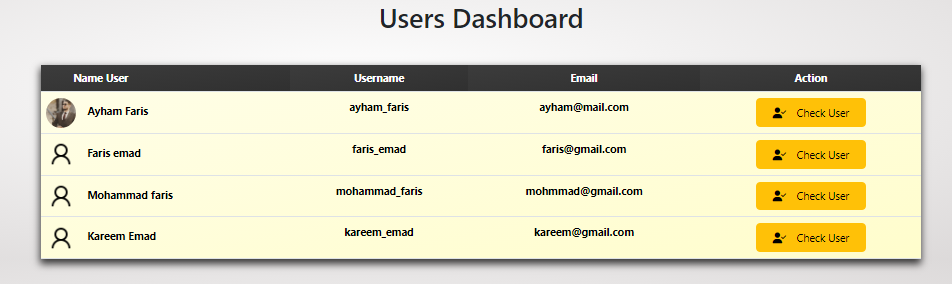 Users Dashboard
Name User Username Email Action
Ayham Faris ayham_faris ayham@mail.com Check User
Faris emad faris_emad faris@gmail.com Check User
Mohammad faris mohammad_faris mohmmad@gmail.com Check User
Kareem Emad kareem_emad kareem@gmail.com Check User